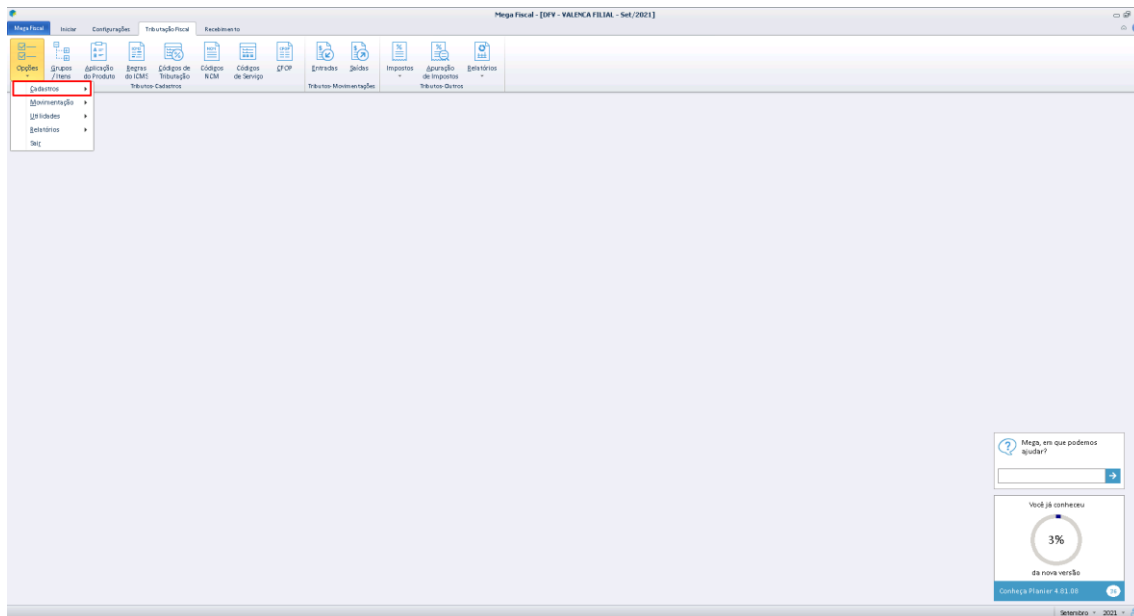 Mega Fiscal - [DFV - VALENCA FILIAL - Set/2021]
Mega Fiscal Iniciar Configurações Tributação Fiscal Recebimento
Opções
Grupos / Itens
Aplicação do Produto
Regras do ICMS
Códigos de Tributação
Códigos NCM
Códigos de Serviço
CFOP
Entradas
Saídas
Impostos
Apuração de Impostos
Relatórios
Tributos-Cadastros
Tributos-Movimentações
Tributos-Outros
Cadastros
Movimentação
Utilidades
Relatórios
Sair
Mega, em que podemos
ajudar?
Você já conheceu
3%
da nova versão
Conheça Planier 4.01.00
Setembro 2021